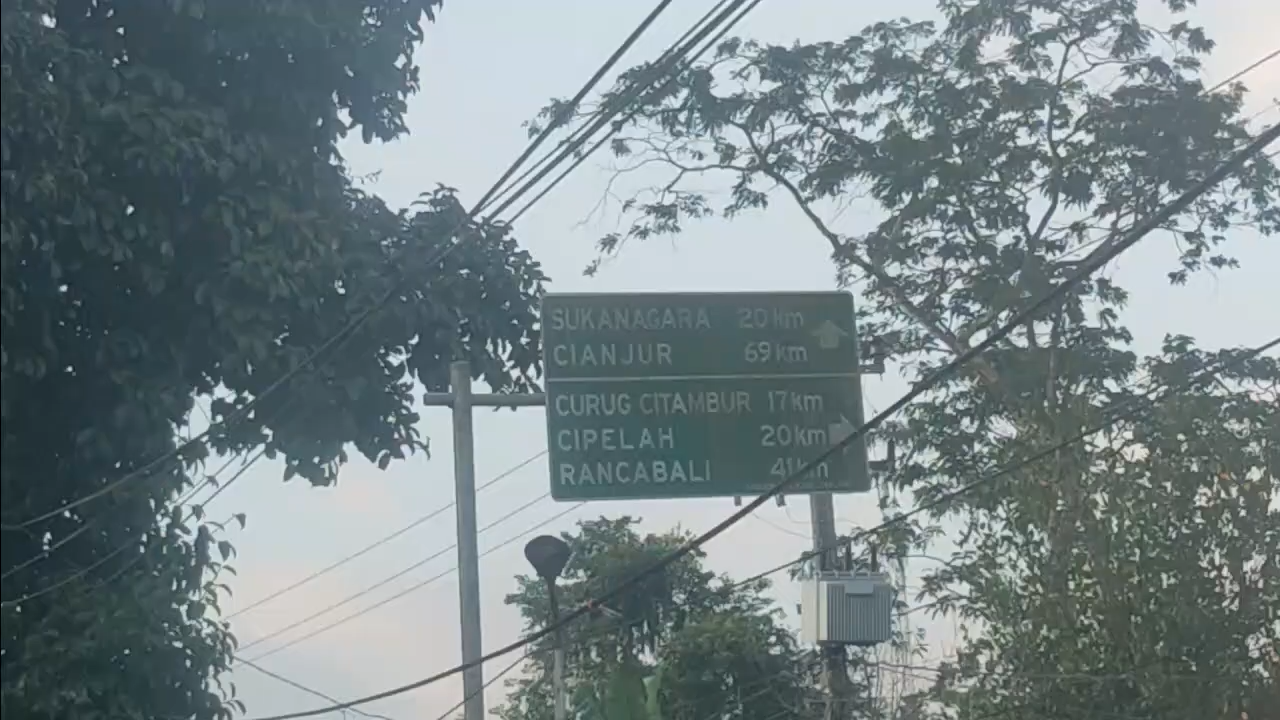 SUKANAGARA 20 km
CIANJUR 69 km
CURUG CITAMBUR 17 km
CIPELAH 20 km
RANCABALI 41 km